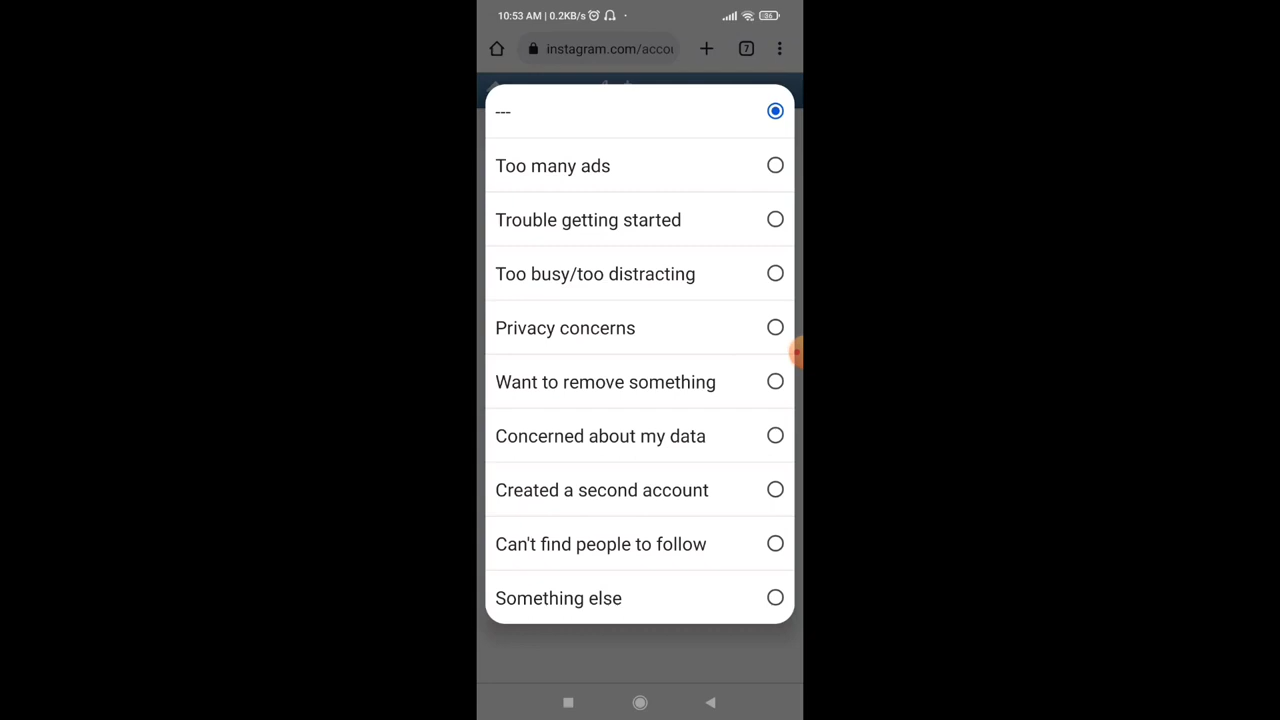 10:53 AM | 0.2KB/s
36
instagram.com/accou
7
---
Too many ads
Trouble getting started
Too busy/too distracting
Privacy concerns
Want to remove something
Concerned about my data
Created a second account
Can't find people to follow
Something else